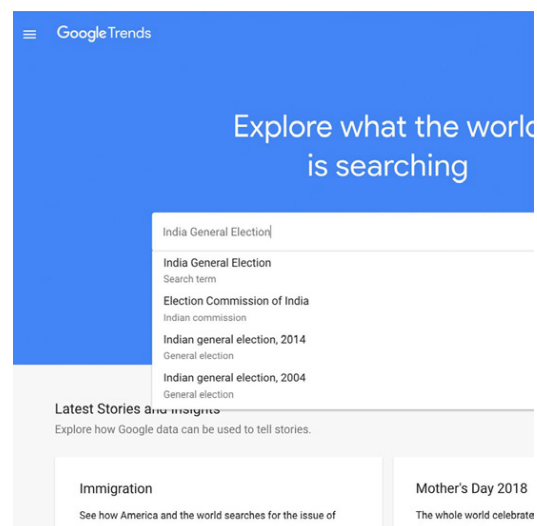 GoogleTrends
Explore what the world
is searching
India General Election
India General Election
Search term
Election Commission of India
Indian commission
Indian general election, 2014
General election
Indian general election, 2004
General election
Latest Stories and Insights
Explore how Google data can be used to tell stories.
Immigration
See how America and the world searches for the issue of
Mother's Day 2018
The whole world celebrate